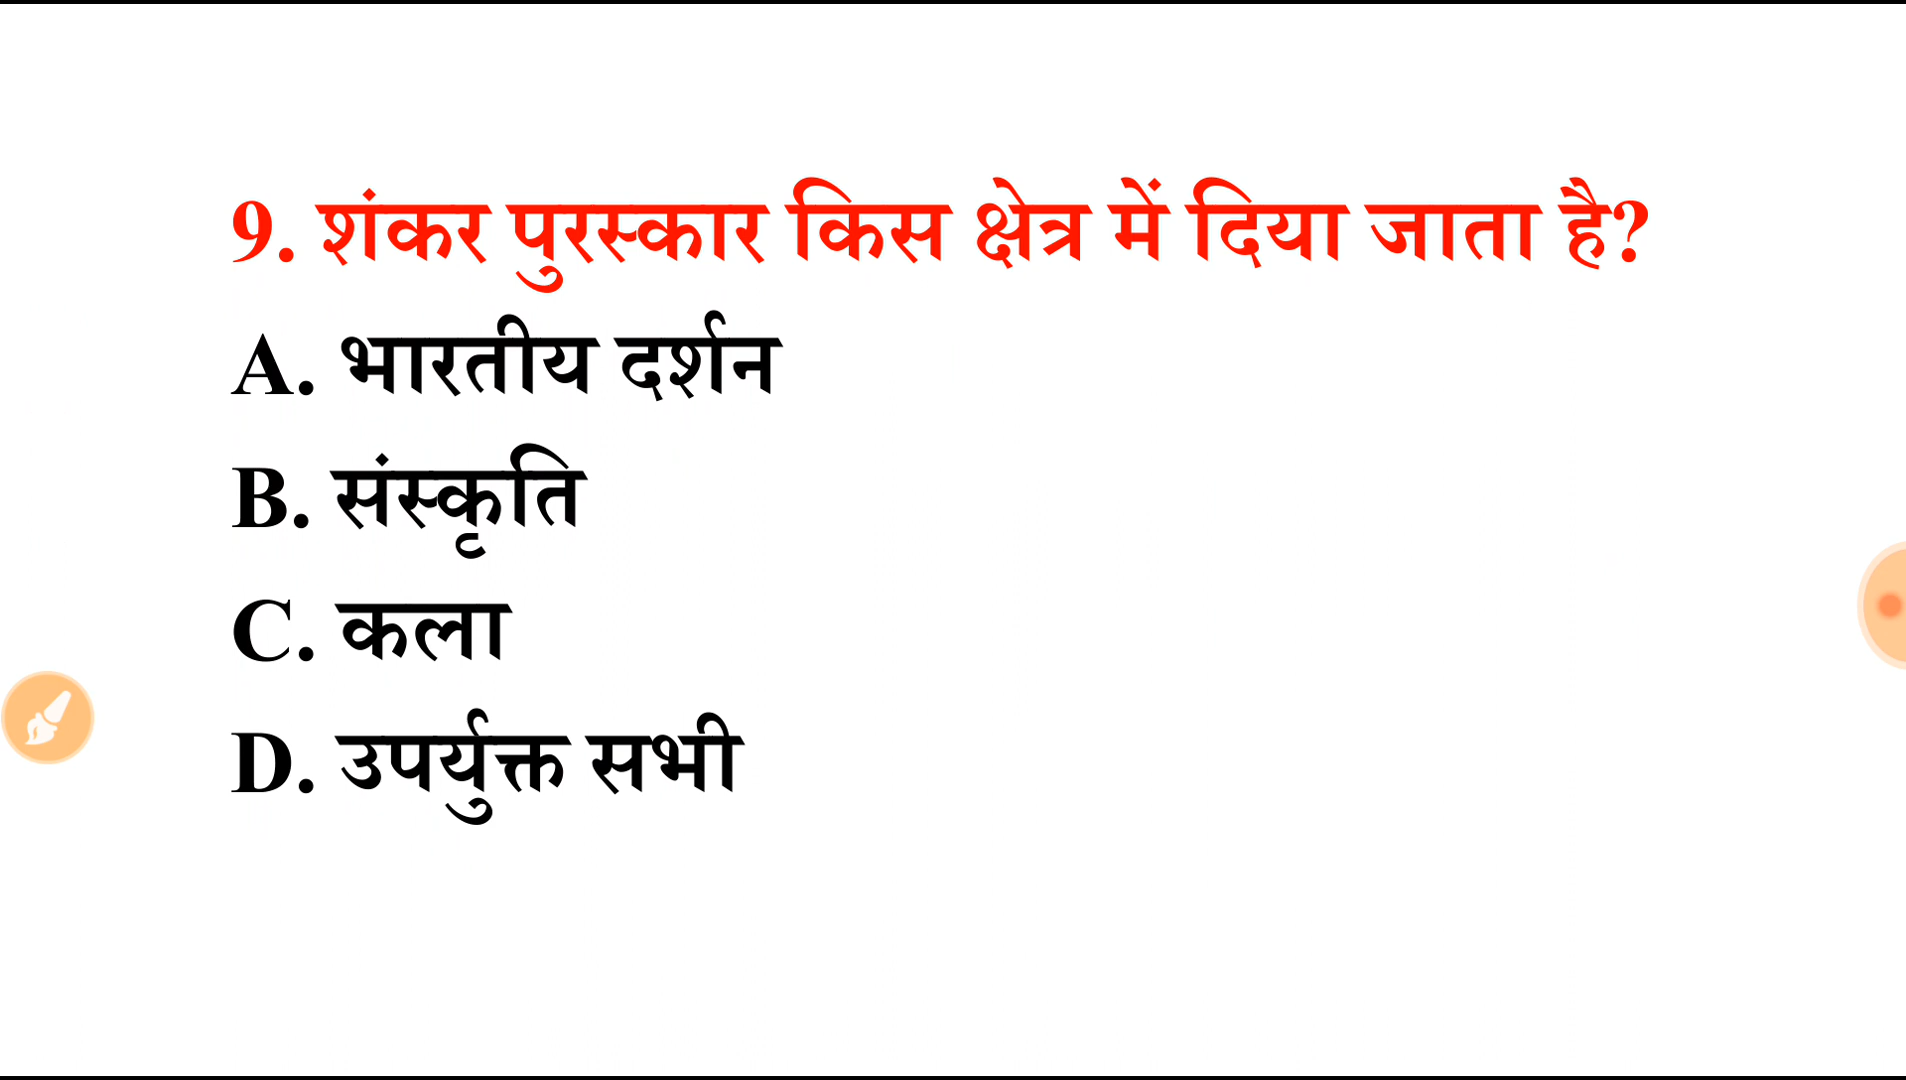 9. शंकर पुरस्कार किस क्षेत्र में दिया जाता है?
A. भारतीय दर्शन
B. संस्कृति
C. कला
D. उपर्युक्त सभी